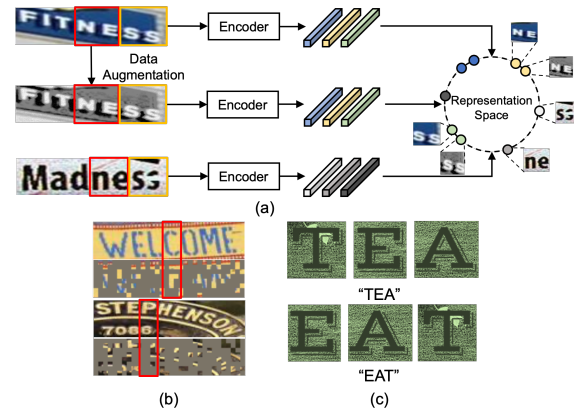 FITNESS
Encoder
NE
Data
Augmentation
NE
FITNESS
Encoder
Representation
Space
ss
SS
SS
ne
Madness
Encoder
(a)
WELCOME
TEA
"TEA"
STEPHENSON
7088
EAT
"EAT"
(b)
(c)